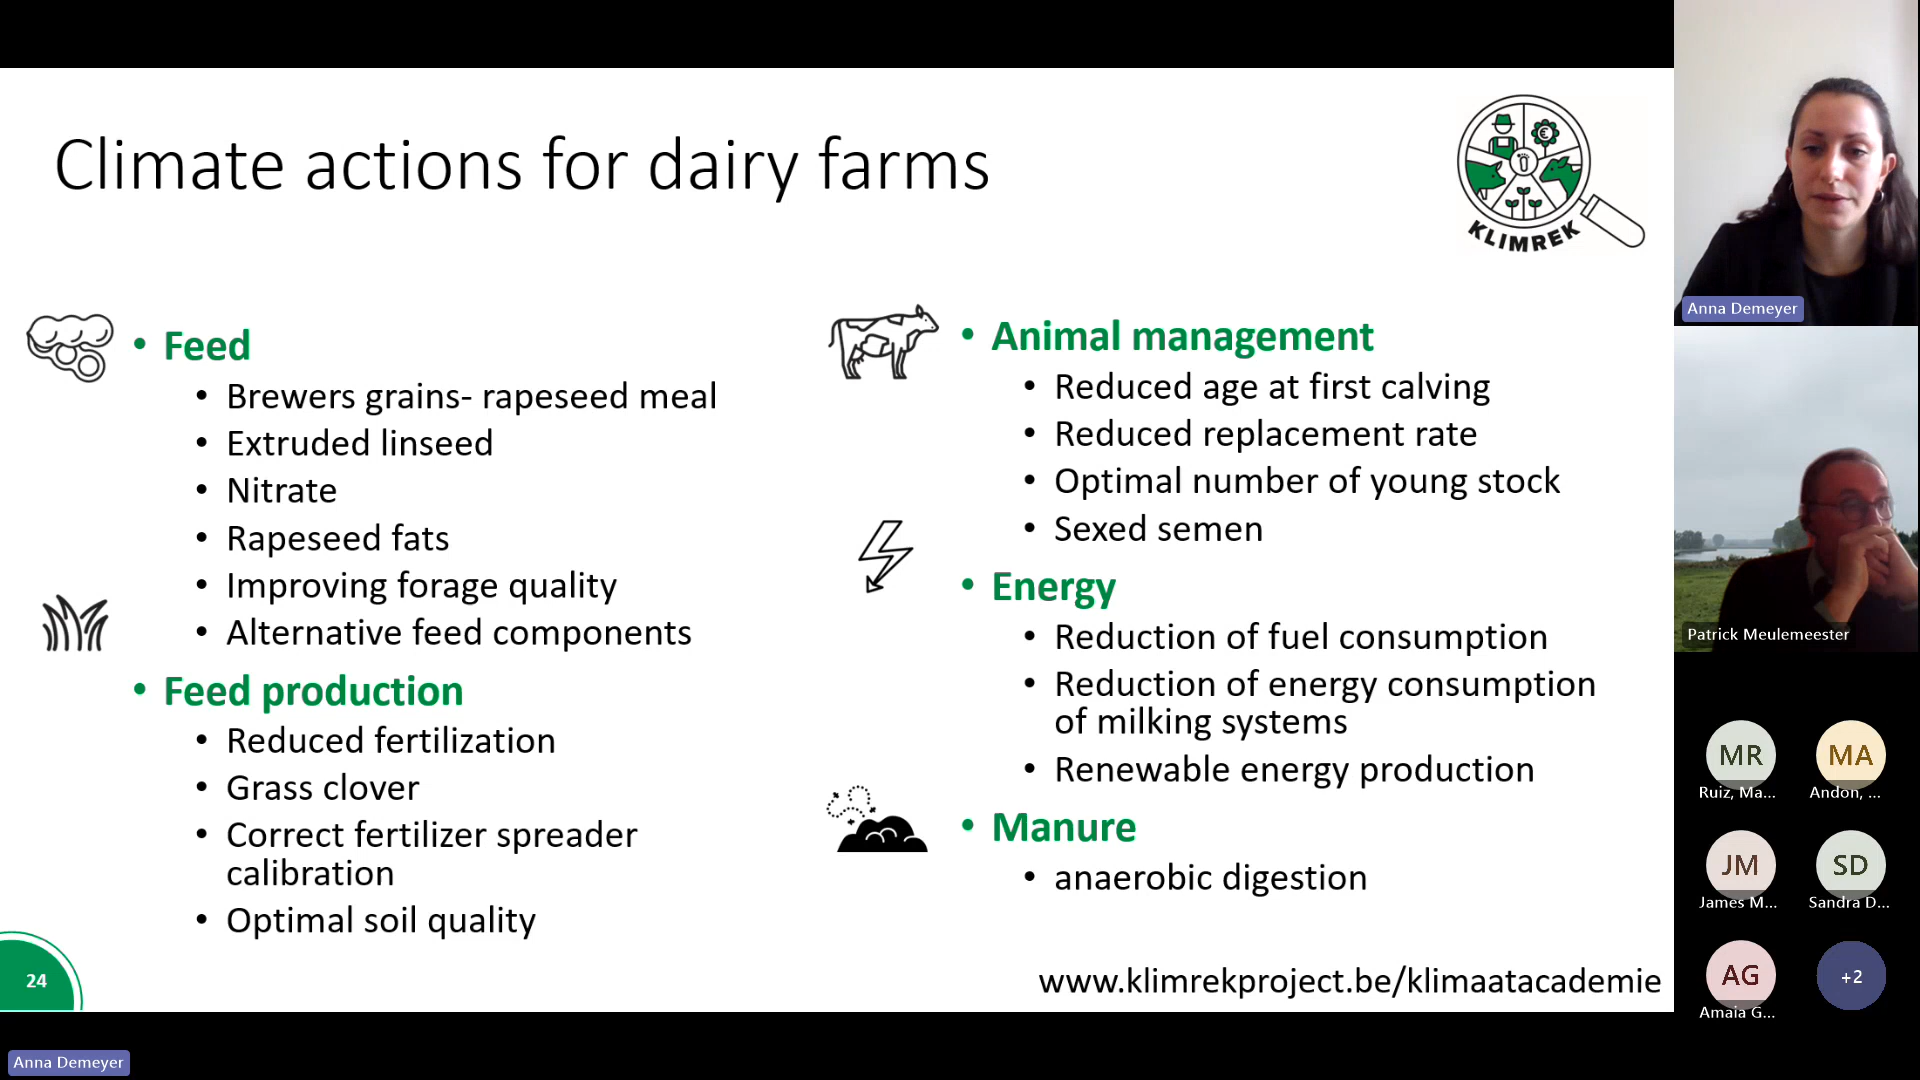 Climate actions for dairy farms
KLIMREK
• Feed
• Brewers grains- rapeseed meal
• Extruded linseed
• Nitrate
• Rapeseed fats
• Improving forage quality
• Alternative feed components
• Feed production
• Reduced fertilization
• Grass clover
• Correct fertilizer spreader
calibration
• Optimal soil quality
• Animal management
• Reduced age at first calving
• Reduced replacement rate
• Optimal number of young stock
• Sexed semen
• Energy
• Reduction of fuel consumption
• Reduction of energy consumption
of milking systems
• Renewable energy production
• Manure
• anaerobic digestion
www.klimrekproject.be/klimaatacademie
24
Anna Demeyer
Anna Demeyer
Patrick Meulemeester
MR
Ruiz, Ma...
MA
Andon, ...
JM
James M...
SD
Sandra D...
AG
Amaia G...
+2